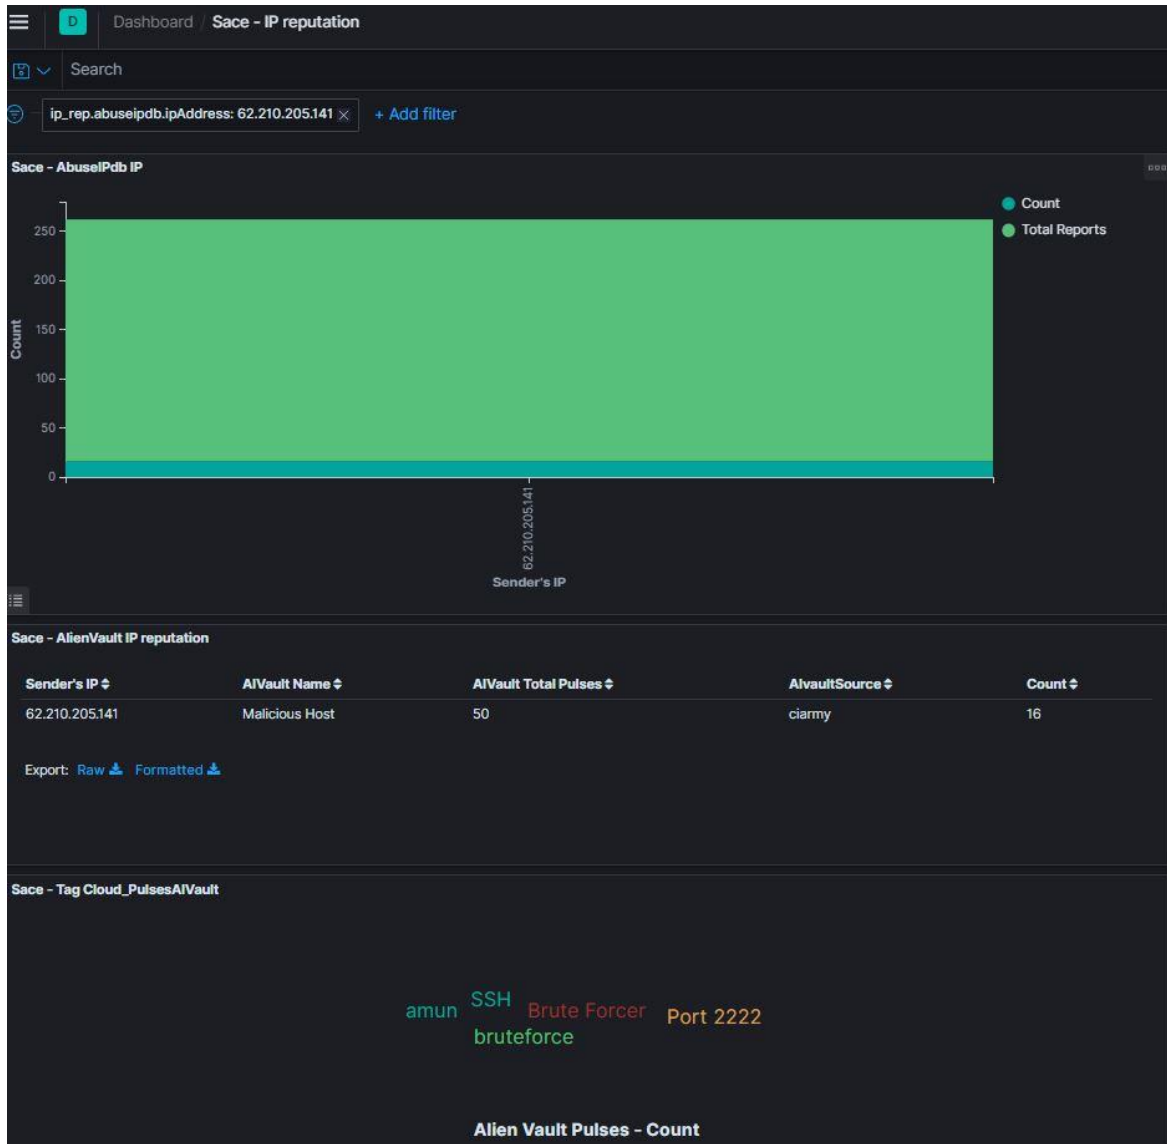 D Dashboard / Sace - IP reputation
Search
ip_rep.abuseipdb.ipAddress: 62.210.205.141 × + Add filter
Sace - AbuseIPdb IP
Count
Total Reports
250
200
150
100
50
0
Count
62.210.205.141
Sender's IP
Sace - AlienVault IP reputation
Sender's IP AlVault Name AlVault Total Pulses AlvaultSource Count
62.210.205.141 Malicious Host 50 ciarmy 16
Export: Raw Formatted
Sace - Tag Cloud_PulsesAlVault
amun SSH Brute Forcer Port 2222
bruteforce
Alien Vault Pulses - Count